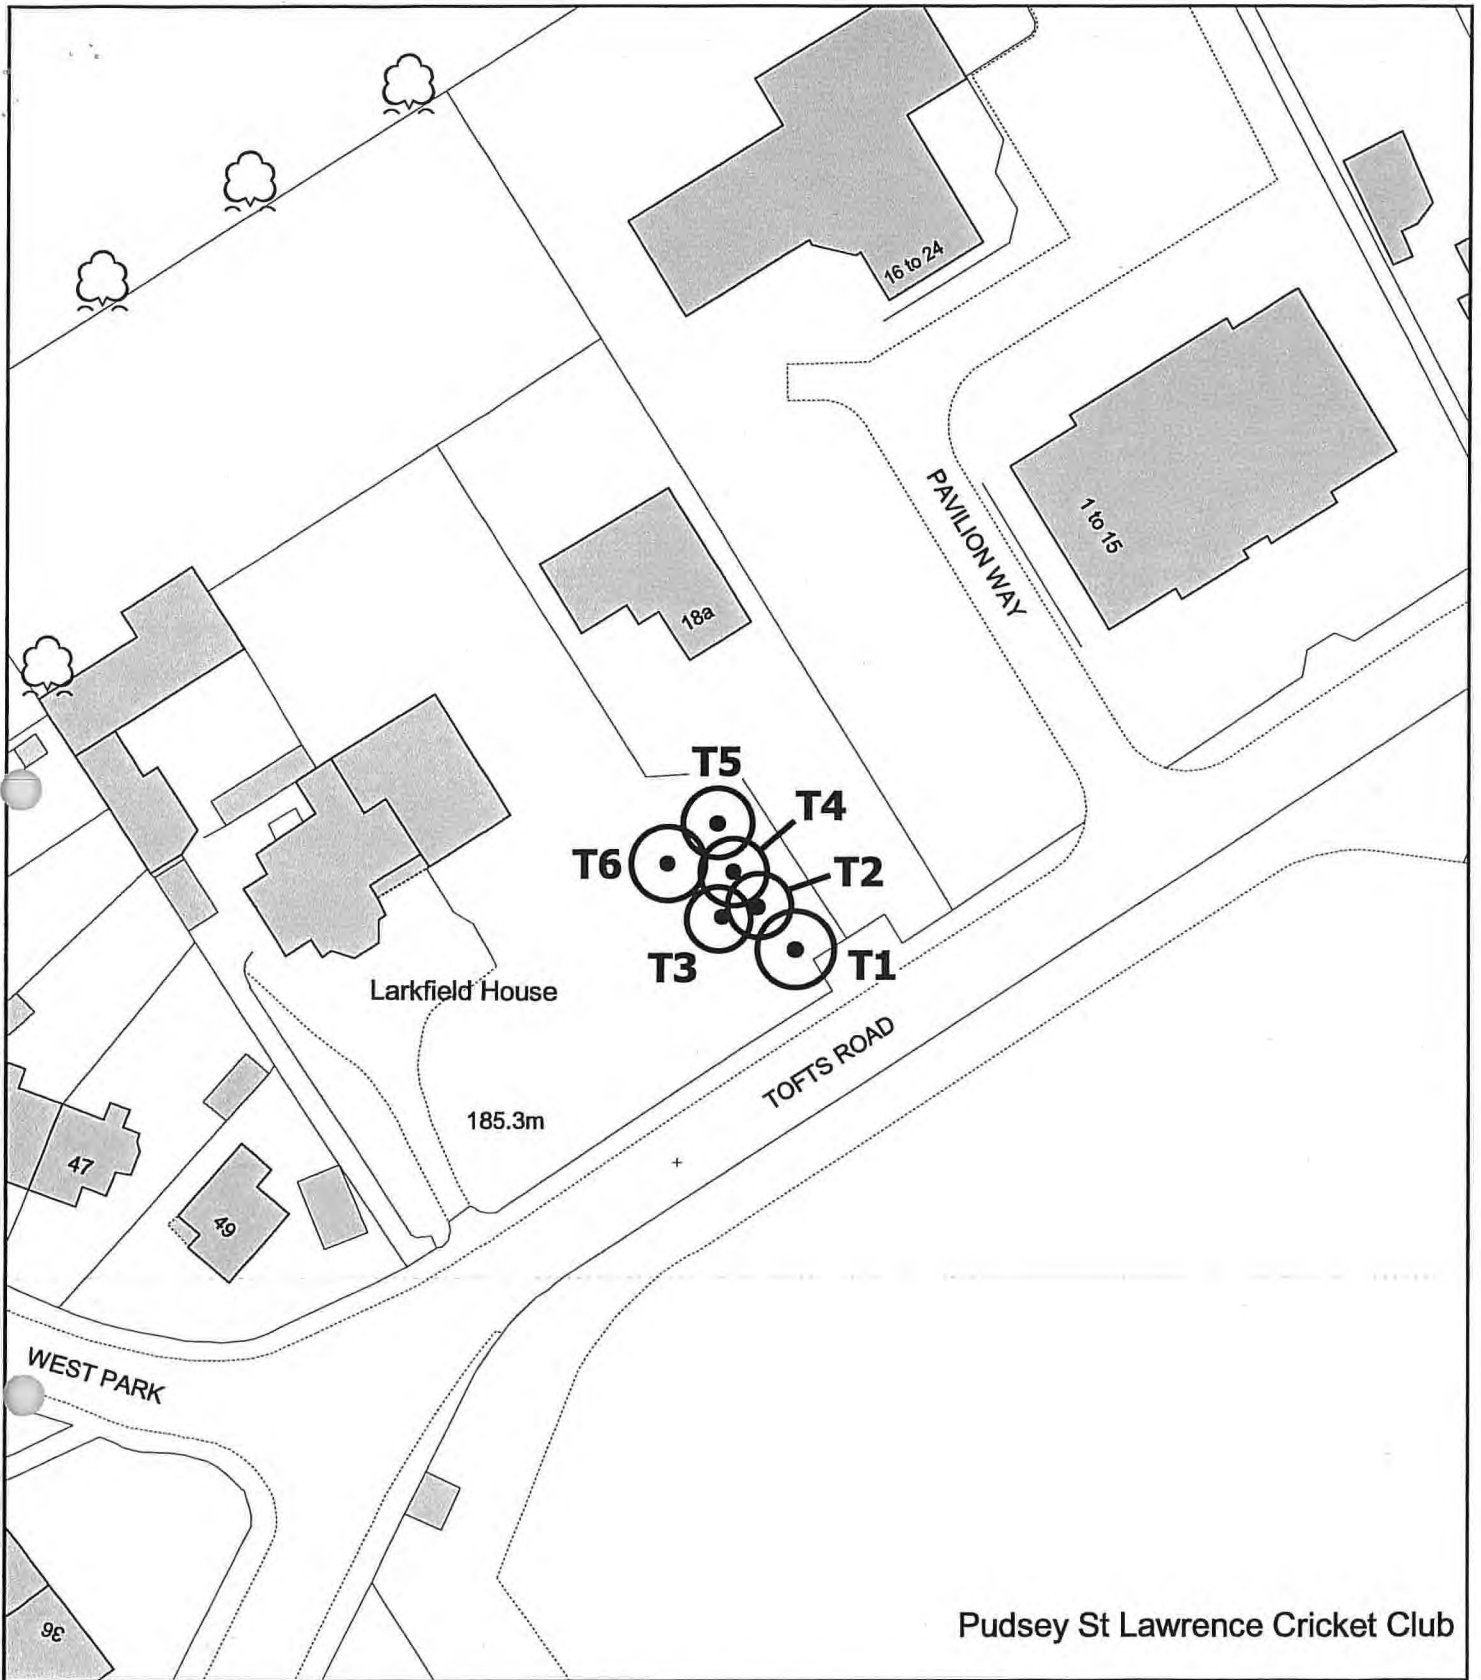 16 to 24
PAVILION WAY
1 to 15
18a
T5
T4
T6
T2
T3
T1
Larkfield House
TOFTS ROAD
185.3m
47
49
WEST PARK
36
Pudsey St Lawrence Cricket Club